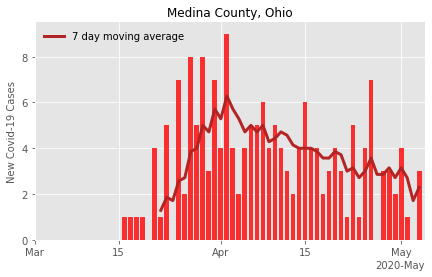 Medina County, Ohio
7 day moving average
New Covid-19 Cases
8
6
4
2
0
Mar 15 Apr 15 May
2020-May